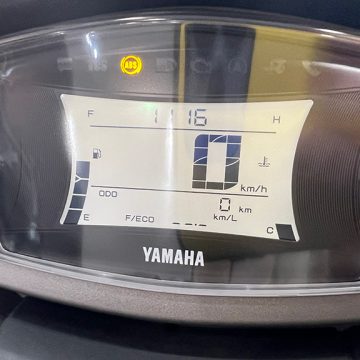 ABS
F 11:16 H
0
km/h
ODO 0 km
E F/ECO -.- km/L C
YAMAHA